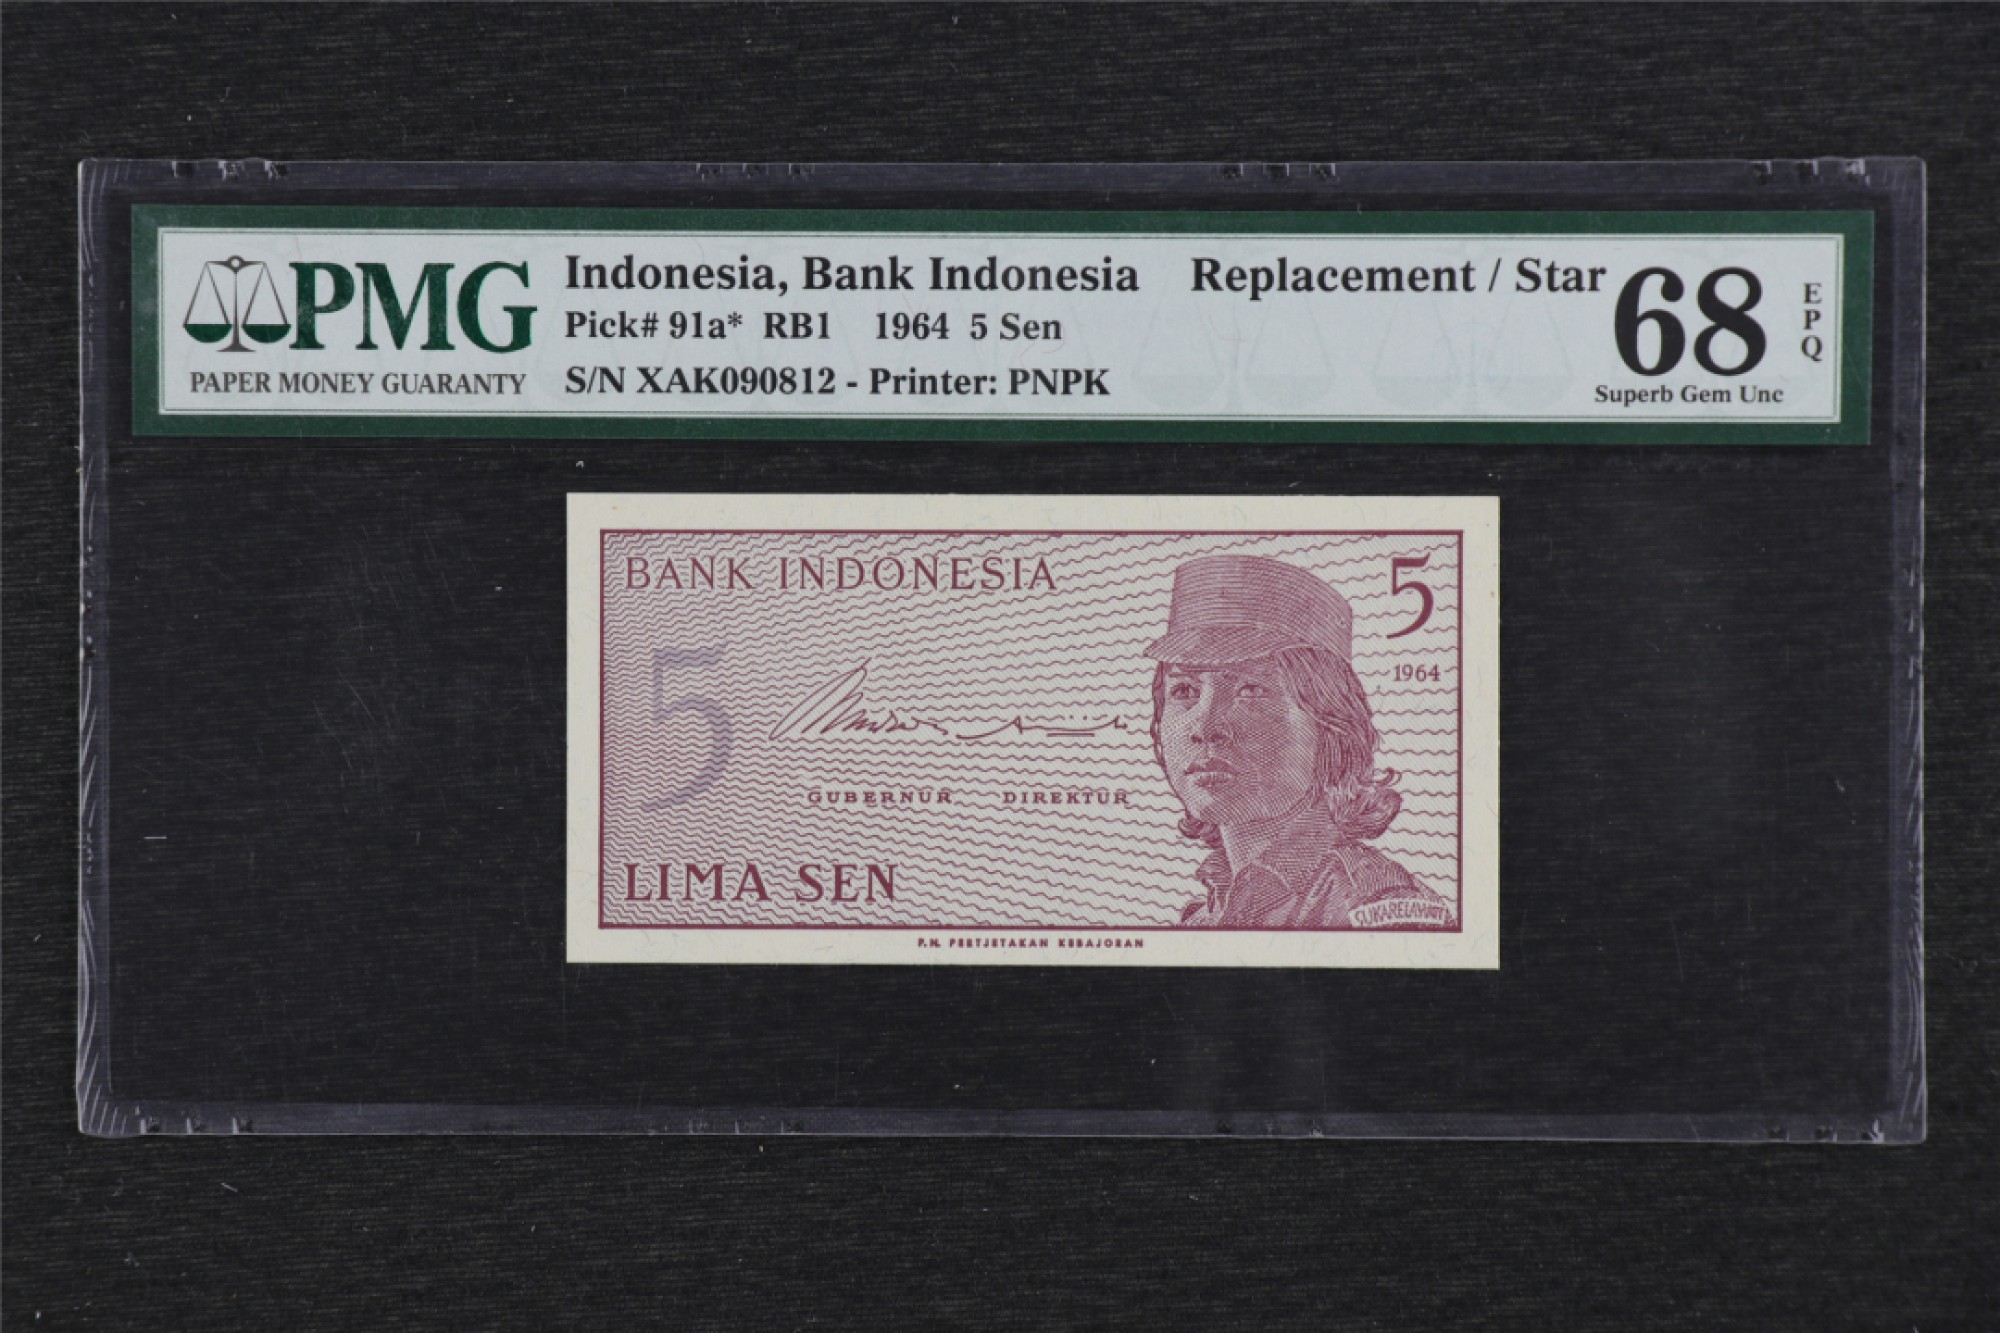 PMG
PAPER MONEY GUARANTY
Indonesia, Bank Indonesia Replacement / Star
Pick# 91a* RB1 1964 5 Sen
S/N XAK090812 - Printer: PNPK
68
EPQ
Superb Gem Unc
BANK INDONESIA
5
1964
5
GUBERNUR DIREKTUR
LIMA SEN
SUKARELAWATI
P.N. PERTJETAKAN KEBAJORAN